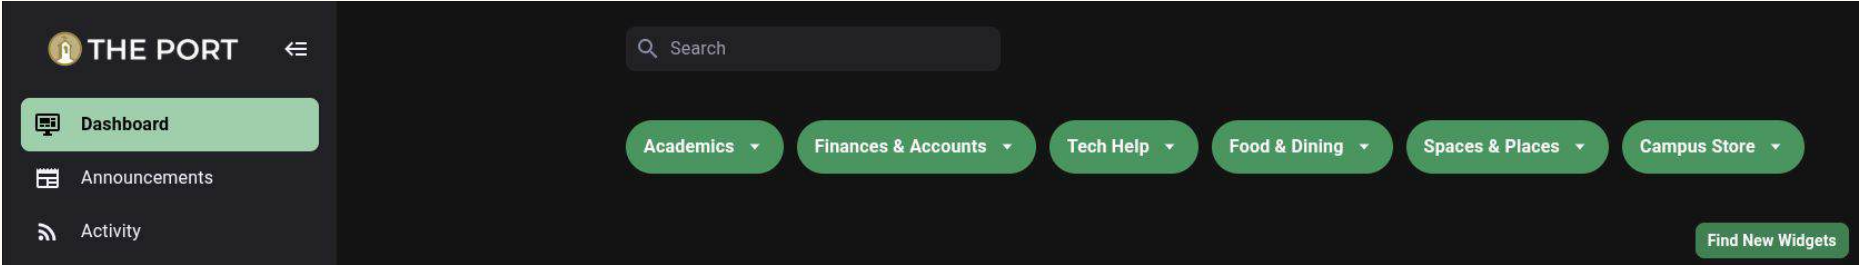 THE PORT
Search
Dashboard
Academics
Finances & Accounts
Tech Help
Food & Dining
Spaces & Places
Campus Store
Announcements
Activity
Find New Widgets